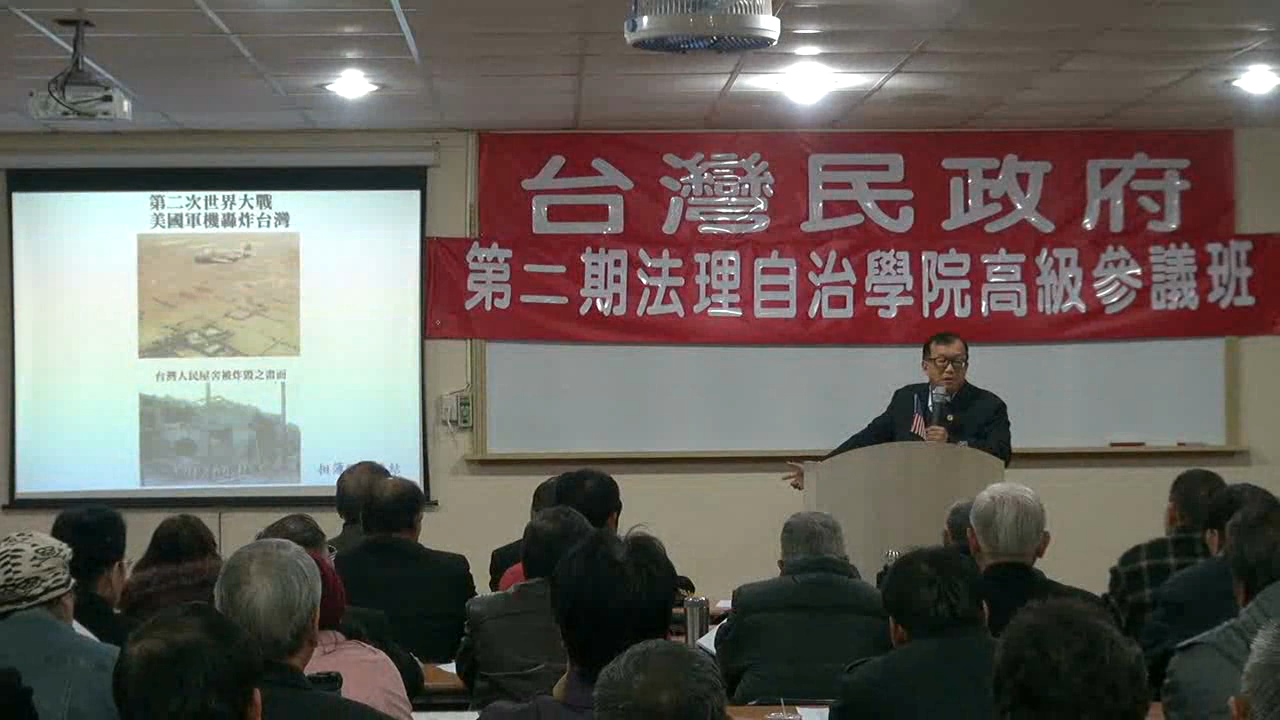 台灣民政府
第二期法理自治學院高級參議班
第二次世界大戰
美國軍機轟炸台灣
台灣人民屋舍被炸毀之畫面